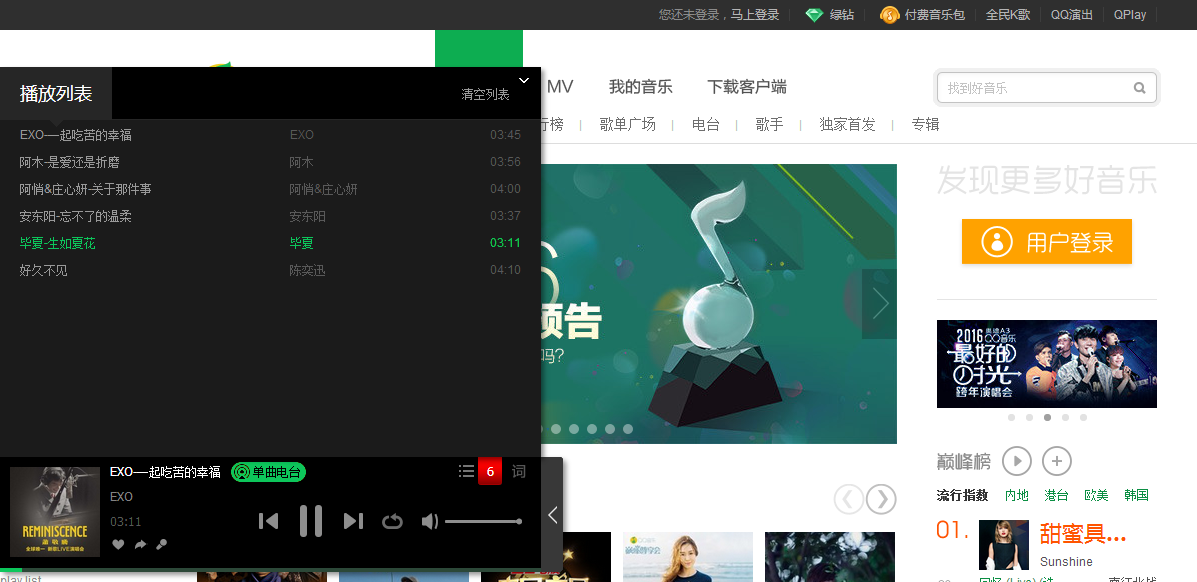 您还未登录，马上登录 绿钻 付费音乐包 全民K歌 QQ演出 QPlay
播放列表
清空列表
MV 我的音乐 下载客户端
找到好音乐
行榜 歌单广场 电台 歌手 独家首发 专辑
EXO-一起吃苦的幸福 EXO 03:45
阿木-是爱还是折磨 阿木 03:56
阿悄&庄心妍-关于那件事 阿悄&庄心妍 04:00
安东阳-忘不了的温柔 安东阳 03:37
毕夏-生如夏花 毕夏 03:11
好久不见 陈奕迅 04:10
预告
吗?
发现更多好音乐
用户登录
2016 奥迪A3 QQ音乐
最好的时光
跨年演唱会
巅峰榜
流行指数 内地 港台 欧美 韩国
01. 甜蜜具...
Sunshine
EXO-一起吃苦的幸福 单曲电台
6 词
EXO
03:11
REMINISCENCE
play list